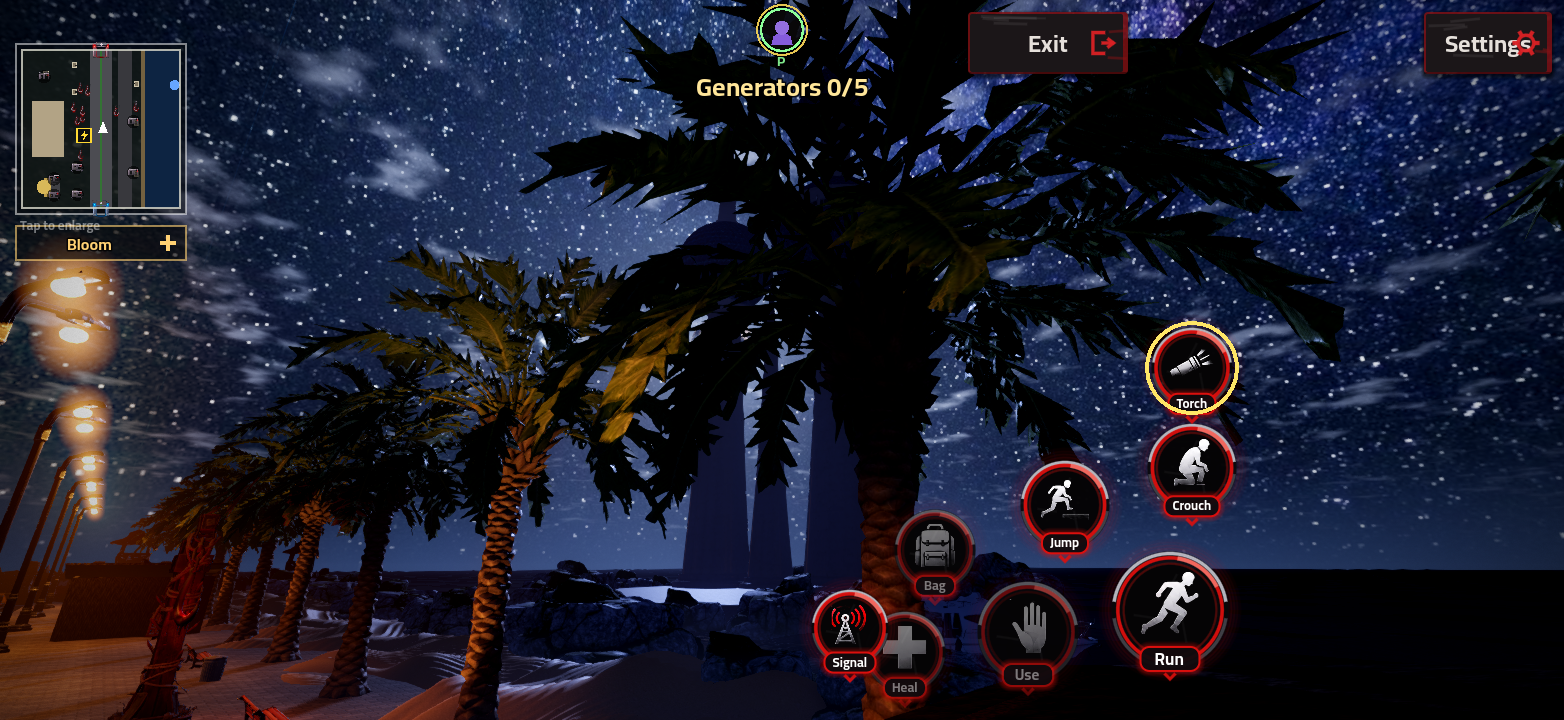 P
Generators 0/5
Exit
Settings
Tap to enlarge
Bloom
Torch
Crouch
Jump
Bag
Signal
Heal
Use
Run